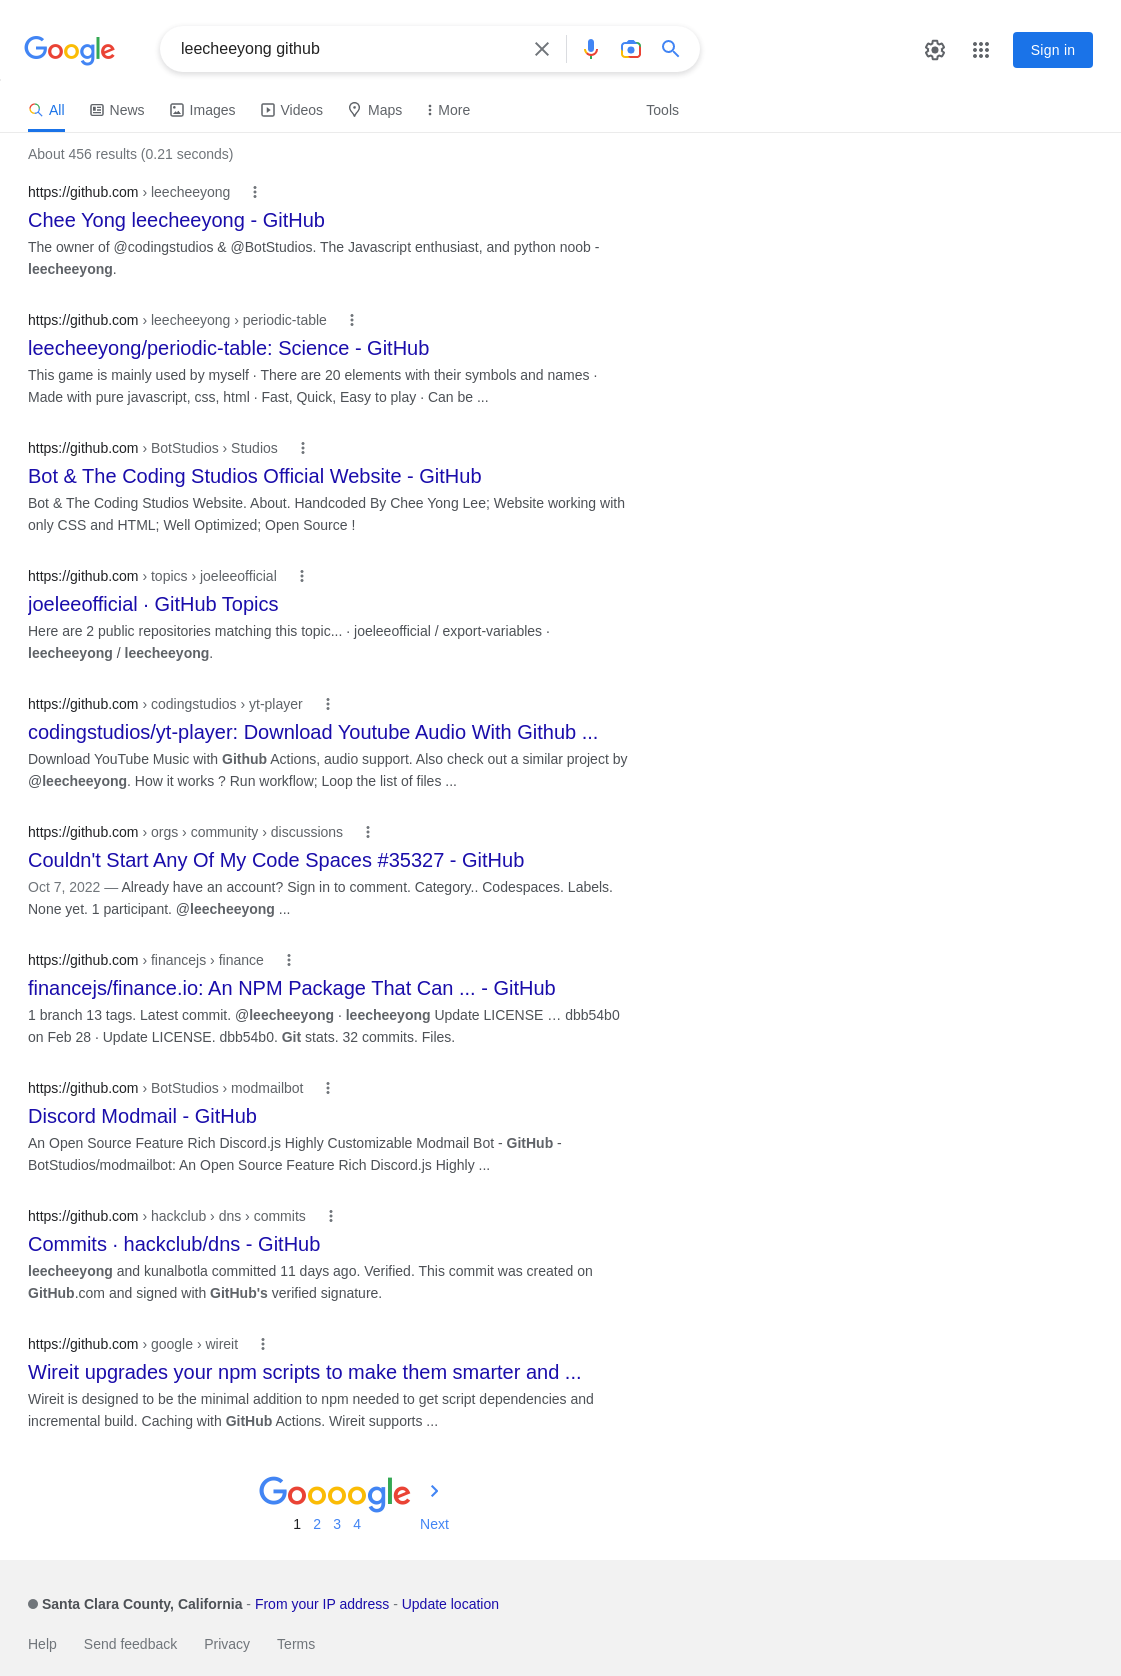 Google
leecheeyong github
Sign in
All News Images Videos Maps More Tools
About 456 results (0.21 seconds)
https://github.com › leecheeyong
Chee Yong leecheeyong - GitHub
The owner of @codingstudios & @BotStudios. The Javascript enthusiast, and python noob -
leecheeyong.
https://github.com › leecheeyong › periodic-table
leecheeyong/periodic-table: Science - GitHub
This game is mainly used by myself · There are 20 elements with their symbols and names ·
Made with pure javascript, css, html · Fast, Quick, Easy to play · Can be ...
https://github.com › BotStudios › Studios
Bot & The Coding Studios Official Website - GitHub
Bot & The Coding Studios Website. About. Handcoded By Chee Yong Lee; Website working with
only CSS and HTML; Well Optimized; Open Source !
https://github.com › topics › joeleeofficial
joeleeofficial · GitHub Topics
Here are 2 public repositories matching this topic... · joeleeofficial / export-variables ·
leecheeyong / leecheeyong.
https://github.com › codingstudios › yt-player
codingstudios/yt-player: Download Youtube Audio With Github ...
Download YouTube Music with Github Actions, audio support. Also check out a similar project by
@leecheeyong. How it works ? Run workflow; Loop the list of files ...
https://github.com › orgs › community › discussions
Couldn't Start Any Of My Code Spaces #35327 - GitHub
Oct 7, 2022 — Already have an account? Sign in to comment. Category.. Codespaces. Labels.
None yet. 1 participant. @leecheeyong ...
https://github.com › financejs › finance
financejs/finance.io: An NPM Package That Can ... - GitHub
1 branch 13 tags. Latest commit. @leecheeyong · leecheeyong Update LICENSE … dbb54b0
on Feb 28 · Update LICENSE. dbb54b0. Git stats. 32 commits. Files.
https://github.com › BotStudios › modmailbot
Discord Modmail - GitHub
An Open Source Feature Rich Discord.js Highly Customizable Modmail Bot - GitHub -
BotStudios/modmailbot: An Open Source Feature Rich Discord.js Highly ...
https://github.com › hackclub › dns › commits
Commits · hackclub/dns - GitHub
leecheeyong and kunalbotla committed 11 days ago. Verified. This commit was created on
GitHub.com and signed with GitHub's verified signature.
https://github.com › google › wireit
Wireit upgrades your npm scripts to make them smarter and ...
Wireit is designed to be the minimal addition to npm needed to get script dependencies and
incremental build. Caching with GitHub Actions. Wireit supports ...
Goooogle
1 2 3 4 Next
Santa Clara County, California - From your IP address - Update location
Help Send feedback Privacy Terms